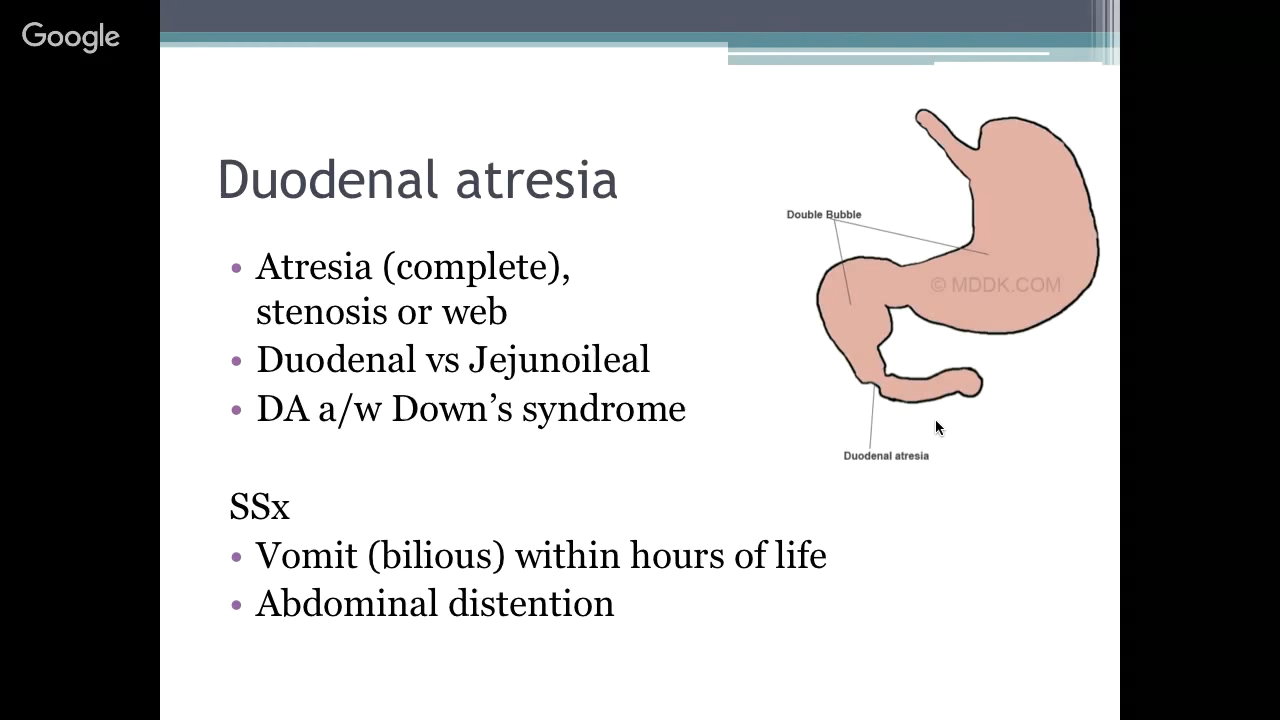 Google
Duodenal atresia
• Atresia (complete),
stenosis or web
• Duodenal vs Jejunoileal
• DA a/w Down’s syndrome
SSx
• Vomit (bilious) within hours of life
• Abdominal distention
Double Bubble
© MDDK.COM
Duodenal atresia